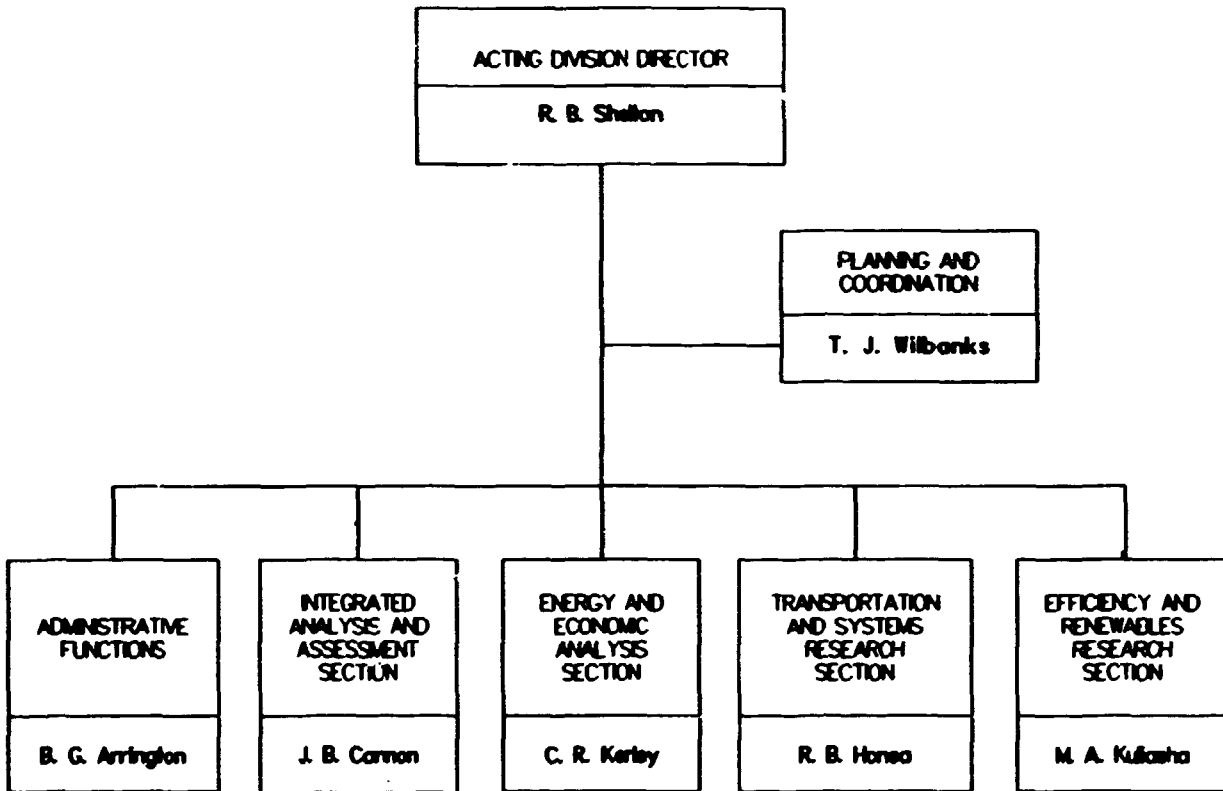 ACTING DIVISION DIRECTOR
R. B. Shelton
PLANNING AND
COORDINATION
T. J. Wilbanks
ADMINISTRATIVE
FUNCTIONS
B. G. Arrington
INTEGRATED
ANALYSIS AND
ASSESSMENT
SECTION
J. B. Cannon
ENERGY AND
ECONOMIC
ANALYSIS
SECTION
C. R. Kerley
TRANSPORTATION
AND SYSTEMS
RESEARCH
SECTION
R. B. Honea
EFFICIENCY AND
RENEWABLES
RESEARCH
SECTION
M. A. Kuliasha